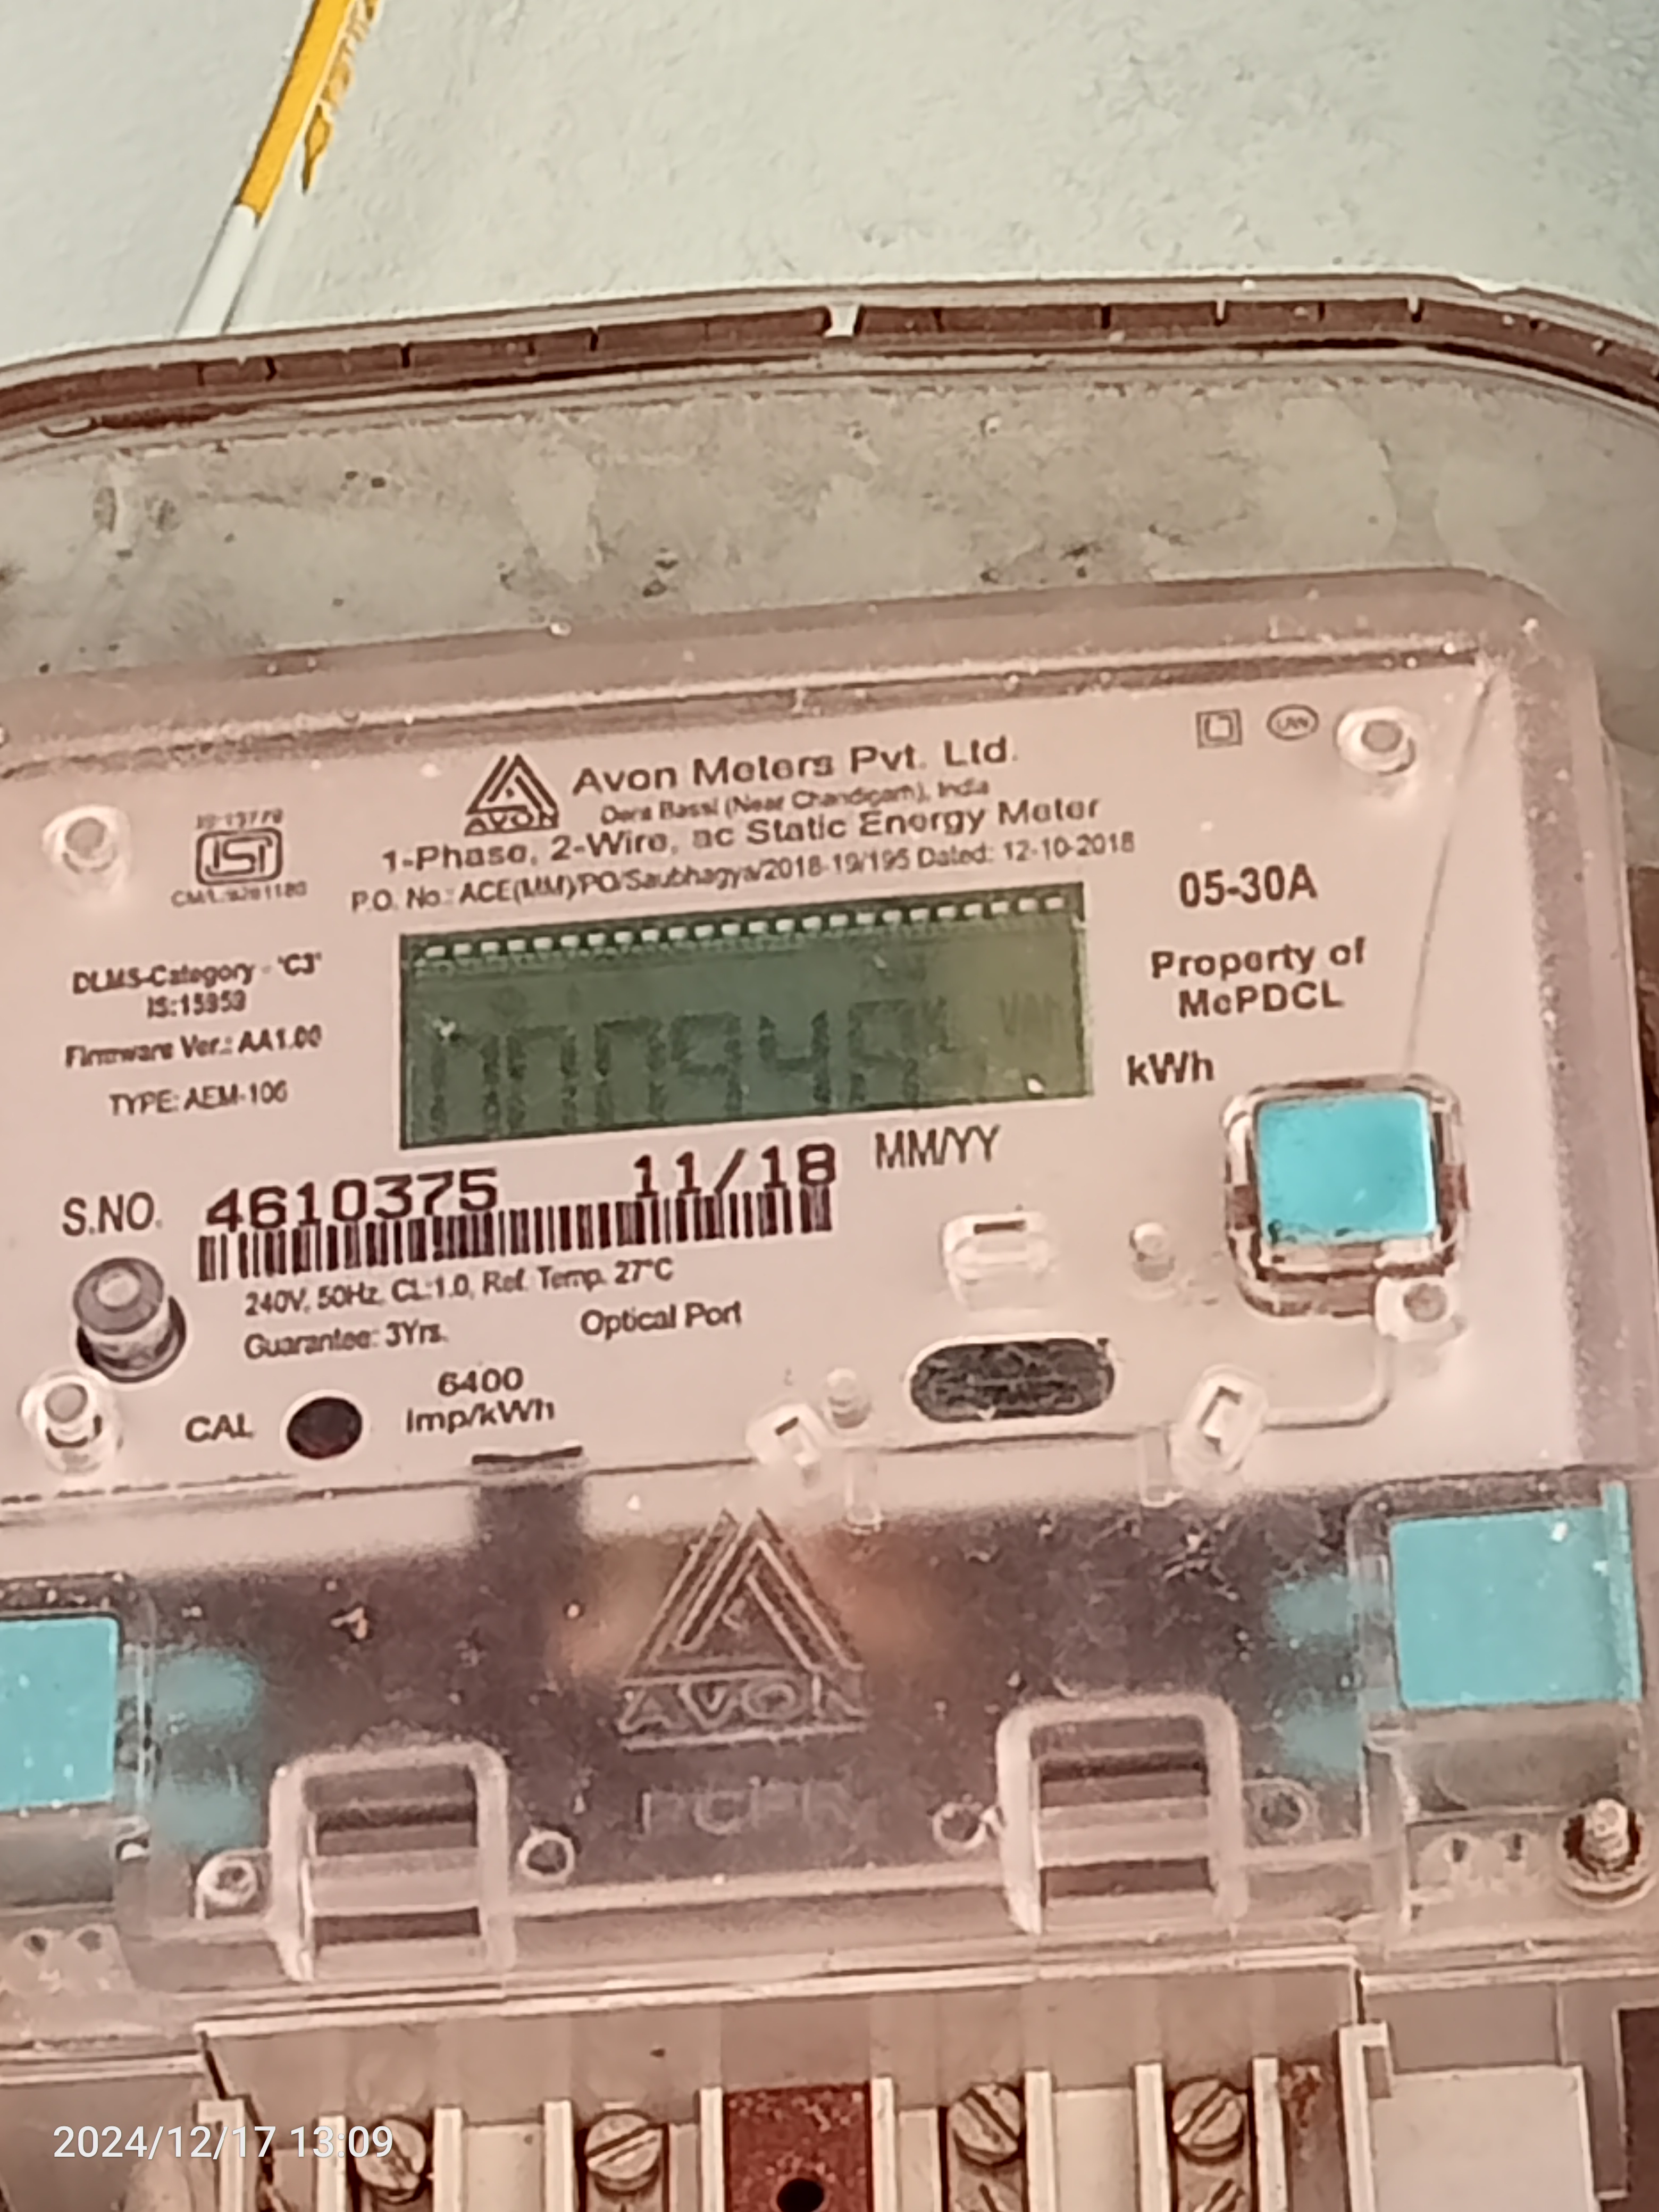 Avon Meters Pvt. Ltd.
AVON
Dera Bassi (Near Chandigarh), India
1-Phase, 2-Wire, ac Static Energy Meter
P.O. No.: ACE(MM)/PO/Saubhagya/2018-19/195 Dated: 12-10-2018
ISI
05-30A
Property of
MePDCL
DLMS-Category - 'C3'
IS:15959
Firmware Ver.: AA1.00
TYPE: AEM-106
kWh
S.NO. 4610375 11/18 MM/YY
240V, 50Hz, CL:1.0, Ref. Temp. 27°C
Guarantee: 3Yrs.
Optical Port
CAL
6400
Imp/kWh
AVON
2024/12/17 13:09